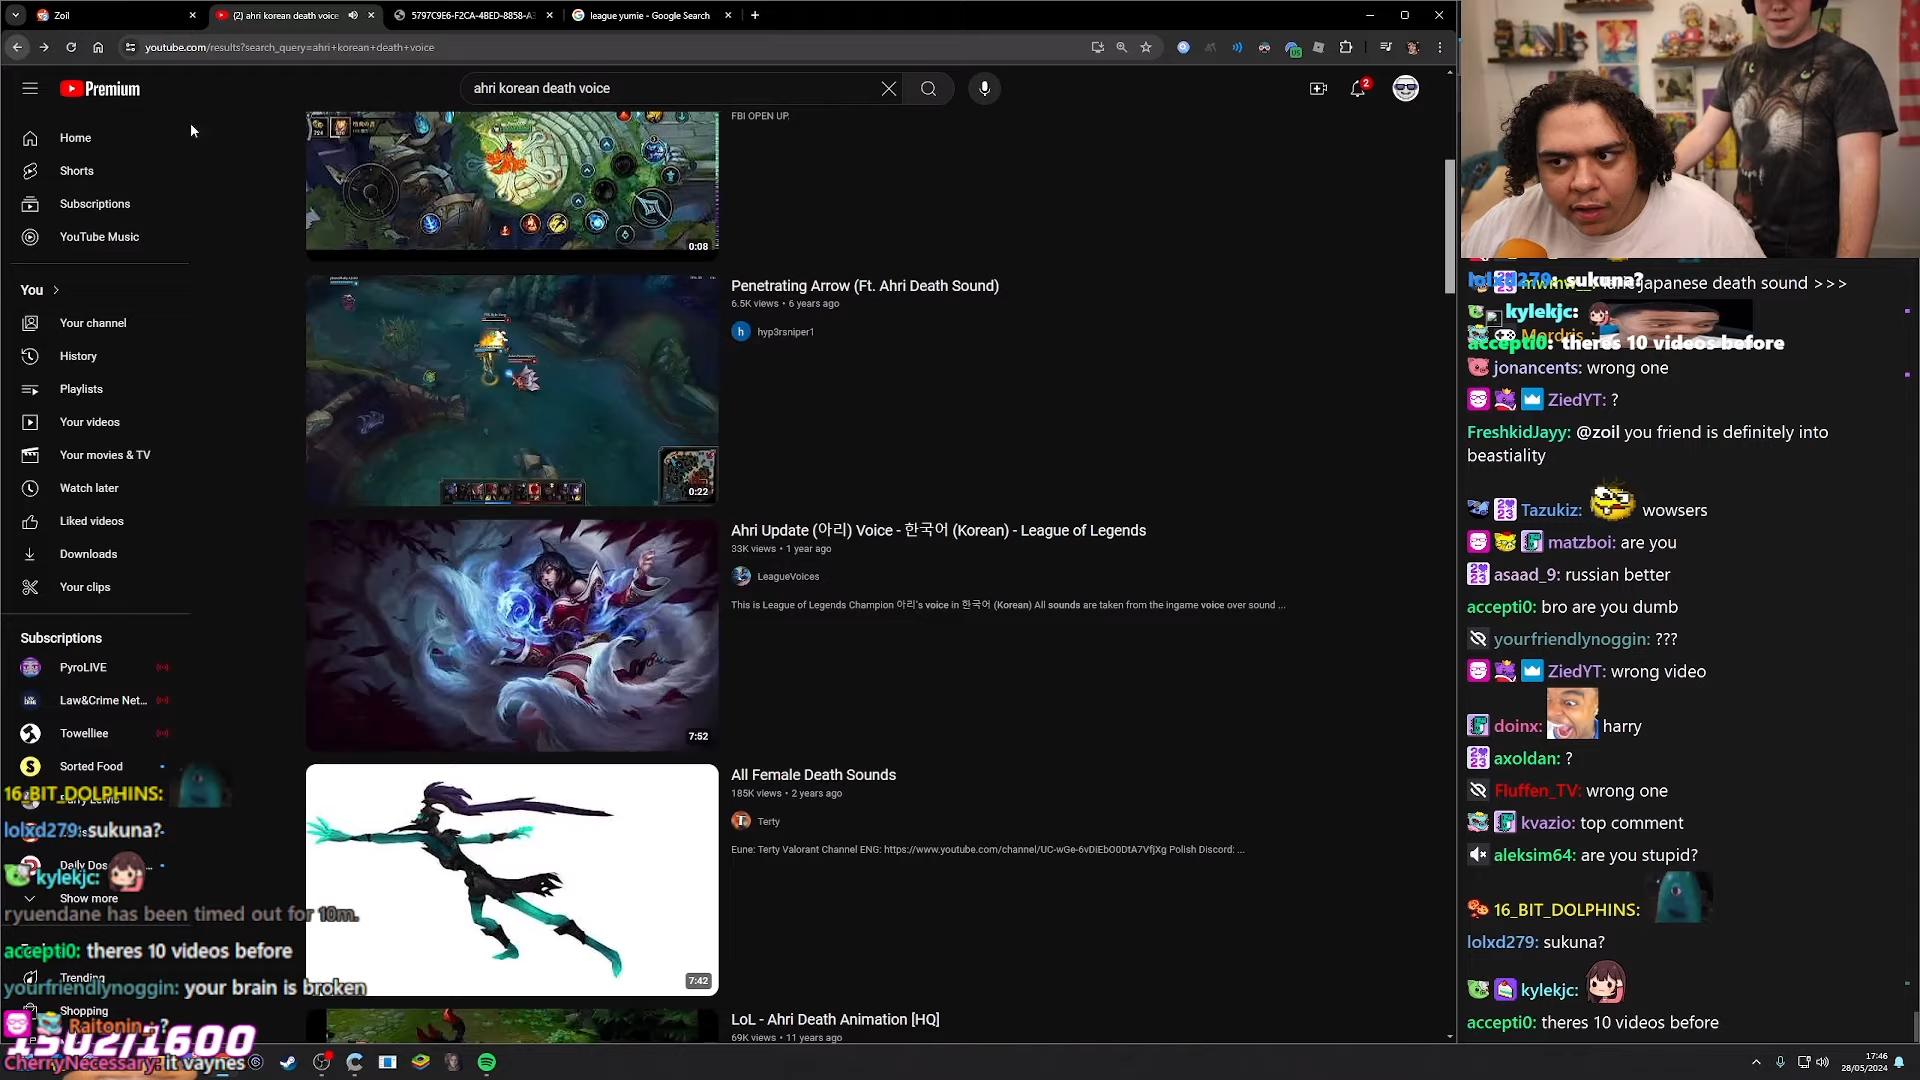 Zoil
(2) ahri korean death voice
5797C9E6-F2CA-4BED-8858-A3
league yumie - Google Search
youtube.com/results?search_query=ahri+korean+death+voice
Premium
ahri korean death voice
2
Home
Shorts
Subscriptions
YouTube Music
You
Your channel
History
Playlists
Your videos
Your movies & TV
Watch later
Liked videos
Downloads
Your clips
Subscriptions
PyroLIVE
Law&Crime Net...
Towelliee
Sorted Food
Daily Dos
Show more
Trending
Shopping
16_BIT_DOLPHINS:
lolxd279: sukuna?
kylekjc:
ryuendane has been timed out for 10m.
accepti0: theres 10 videos before
yourfriendlynoggin: your brain is broken
Raitonin : ?
1502/1600
CherryNecessary: it vaynes
FBI OPEN UP.
0:08
Penetrating Arrow (Ft. Ahri Death Sound)
6.5K views • 6 years ago
h hyp3rsniper1
0:22
Ahri Update (아리) Voice - 한국어 (Korean) - League of Legends
33K views • 1 year ago
LeagueVoices
This is League of Legends Champion 아리's voice in 한국어 (Korean) All sounds are taken from the ingame voice over sound ...
7:52
All Female Death Sounds
185K views • 2 years ago
T Terty
Eune: Terty Valorant Channel ENG: https://www.youtube.com/channel/UC-wGe-6vDiEbO0DtA7VfjXg Polish Discord: ...
7:42
LoL - Ahri Death Animation [HQ]
69K views • 11 years ago
lolxd279: sukuna?
japanese death sound > > >
kylekjc:
Mordris :
accepti0: theres 10 videos before
jonancents: wrong one
ZiedYT: ?
FreshkidJayy: @zoil you friend is definitely into
beastiality
Tazukiz: wowsers
matzboi: are you
asaad_9: russian better
accepti0: bro are you dumb
yourfriendlynoggin: ???
ZiedYT: wrong video
doinx: harry
axoldan: ?
Fluffen_TV: wrong one
kvazio: top comment
aleksim64: are you stupid?
16_BIT_DOLPHINS:
lolxd279: sukuna?
kylekjc:
accepti0: theres 10 videos before
17:46
28/05/2024